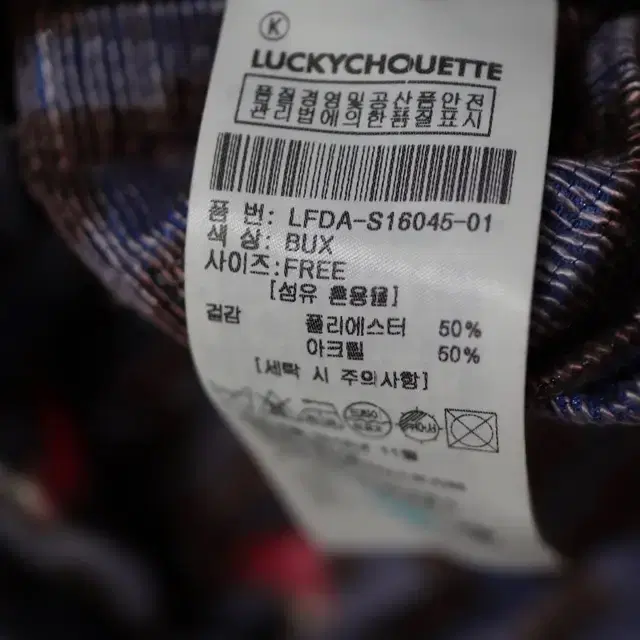 K
LUCKYCHOUETTE
품질경영및공산품안전
관리법에의한품질표시
품 번: LFDA-S16045-01
색 상: BUX
사이즈:FREE
[섬유 혼용율]
겉감 폴리에스터 50%
아크릴 50%
[세탁 시 주의사항]
11월